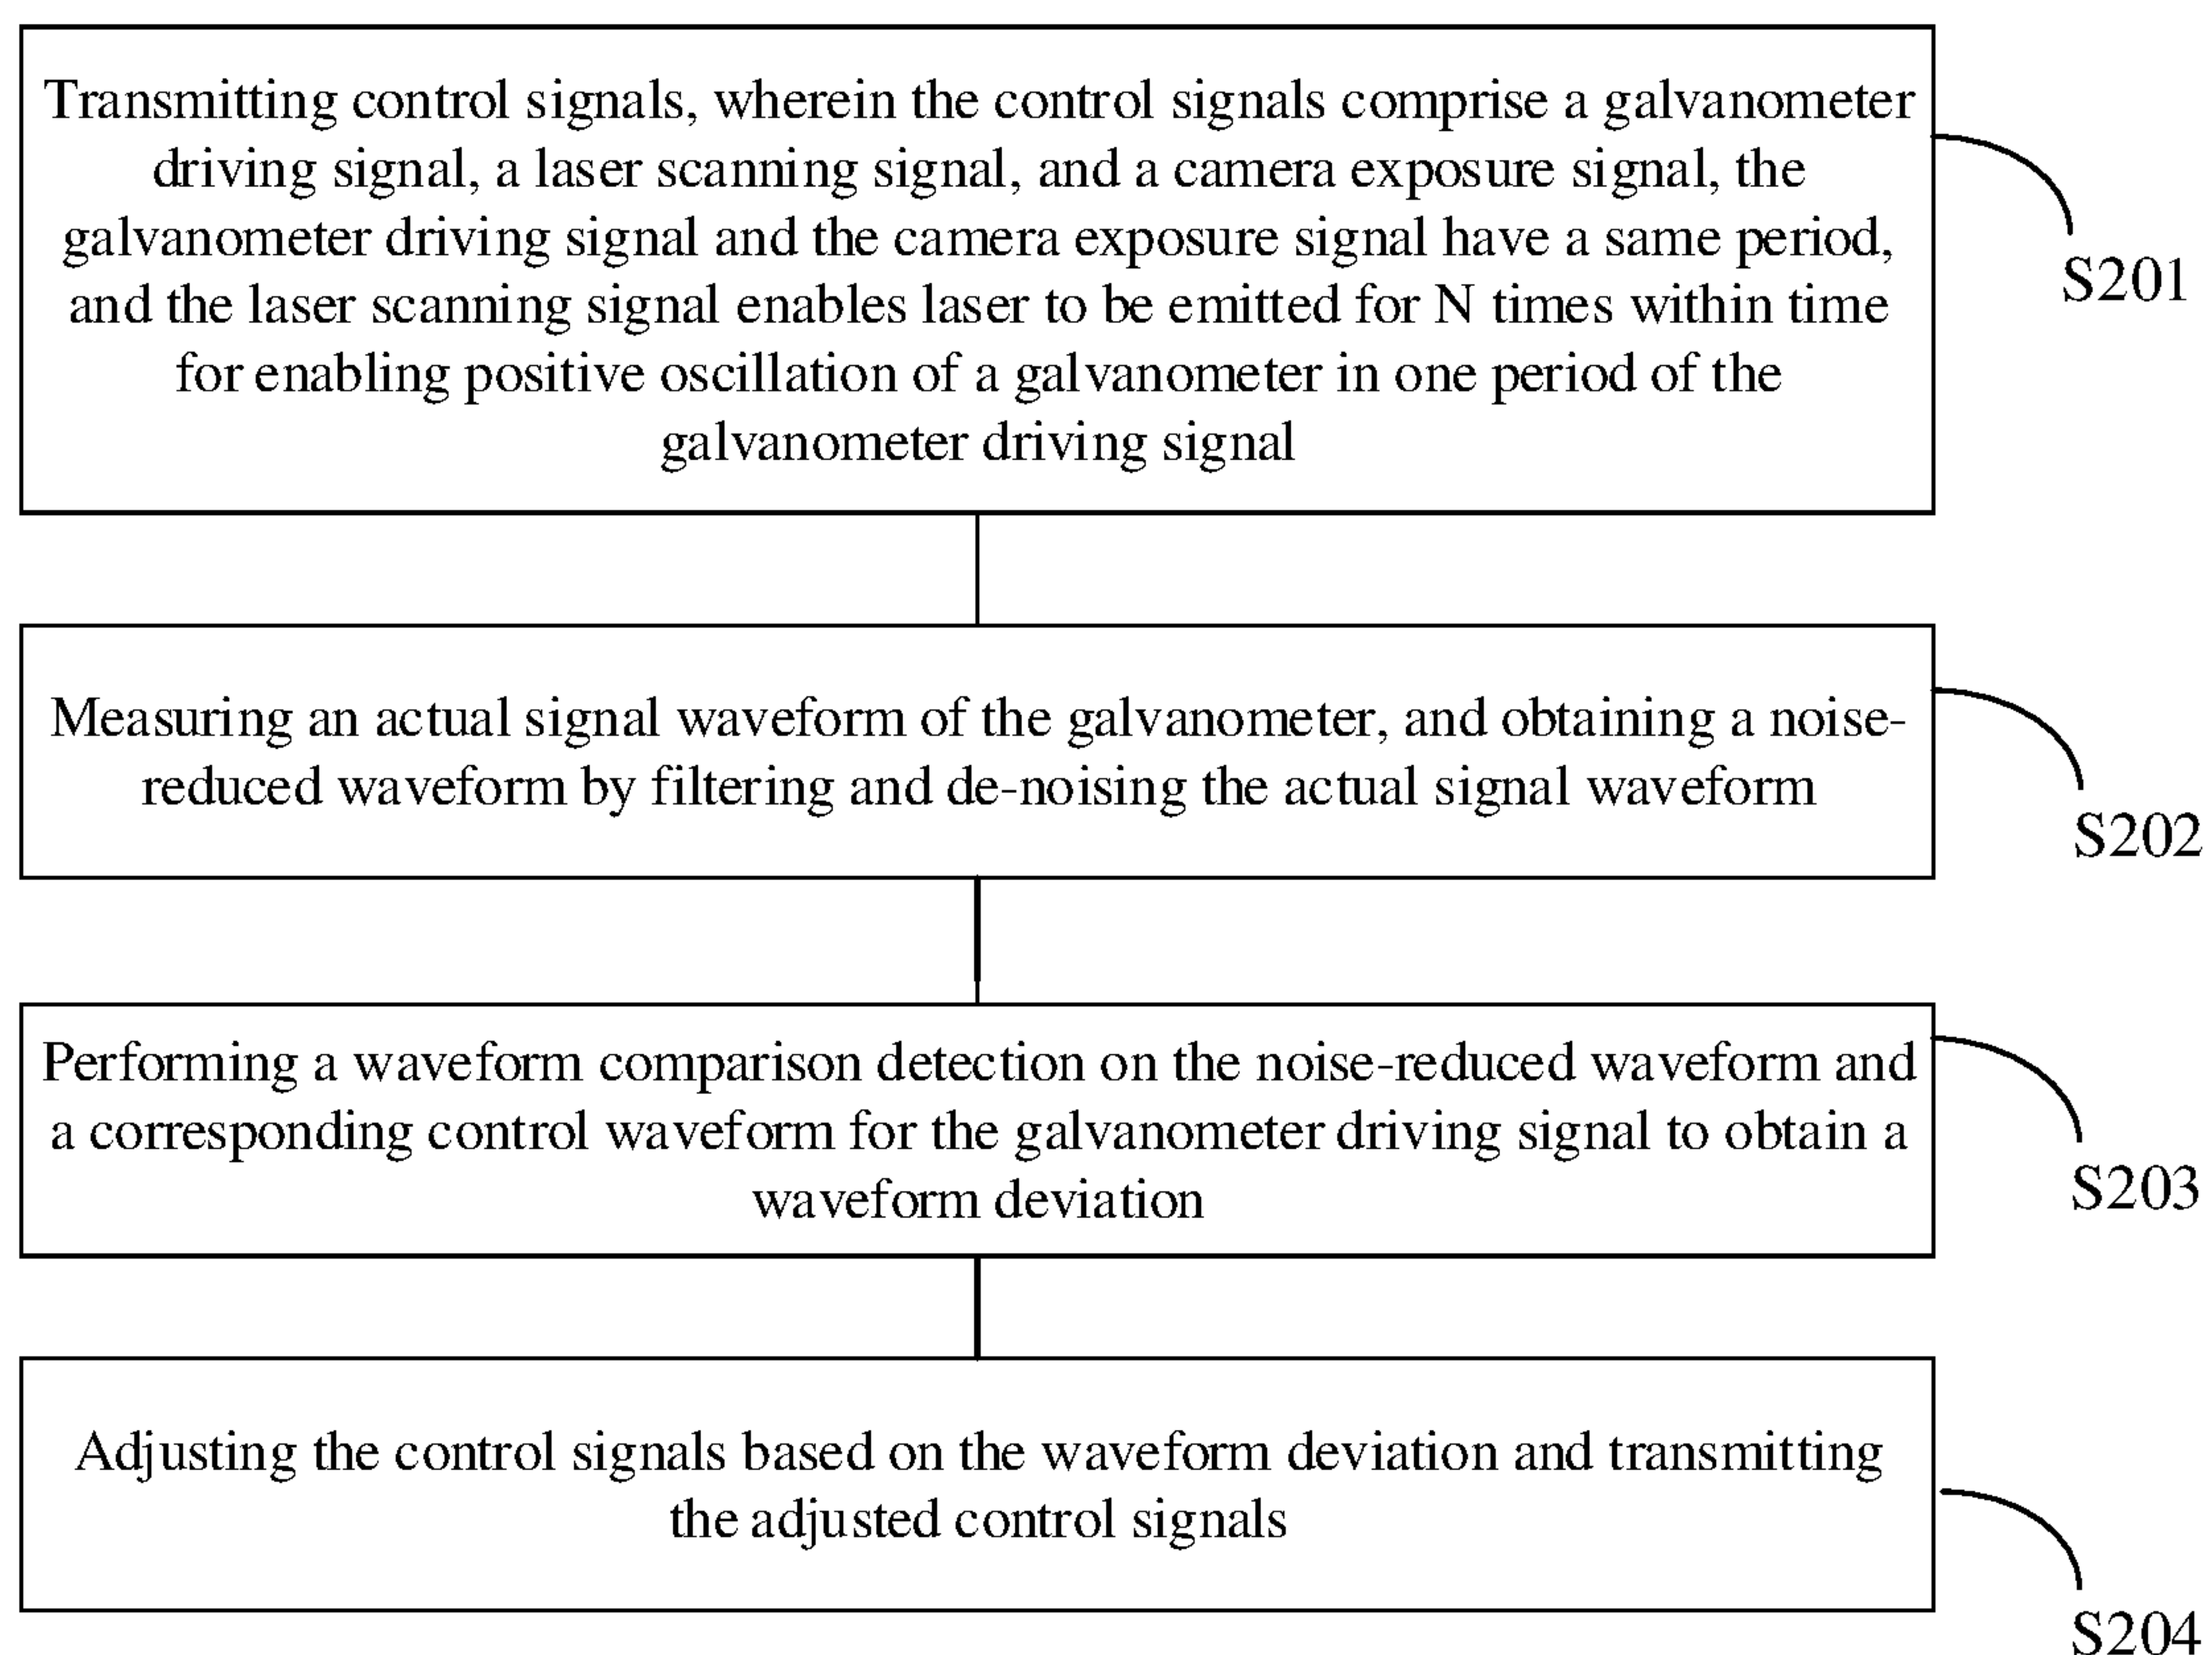 Transmitting control signals, wherein the control signals comprise a galvanometer
driving signal, a laser scanning signal, and a camera exposure signal, the
galvanometer driving signal and the camera exposure signal have a same period,
and the laser scanning signal enables laser to be emitted for N times within time
for enabling positive oscillation of a galvanometer in one period of the
galvanometer driving signal
S201
Measuring an actual signal waveform of the galvanometer, and obtaining a noise-
reduced waveform by filtering and de-noising the actual signal waveform
S202
Performing a waveform comparison detection on the noise-reduced waveform and
a corresponding control waveform for the galvanometer driving signal to obtain a
waveform deviation
S203
Adjusting the control signals based on the waveform deviation and transmitting
the adjusted control signals
S204